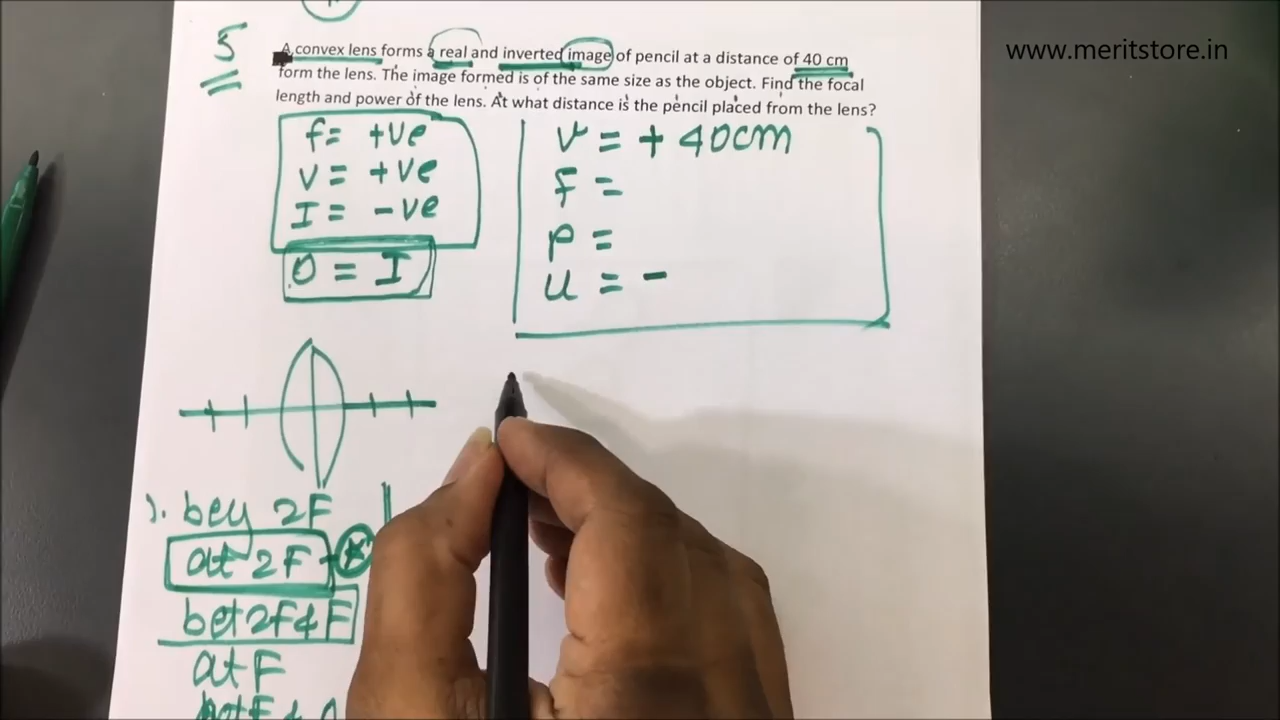 www.meritstore.in
5
A convex lens forms a real and inverted image of pencil at a distance of 40 cm
form the lens. The image formed is of the same size as the object. Find the focal
length and power of the lens. At what distance is the pencil placed from the lens?
f= +ve
v= +ve
I= -ve
O = I
v = + 40cm
f =
p =
u = -
bey 2F
at 2F
bet 2F & F
at F